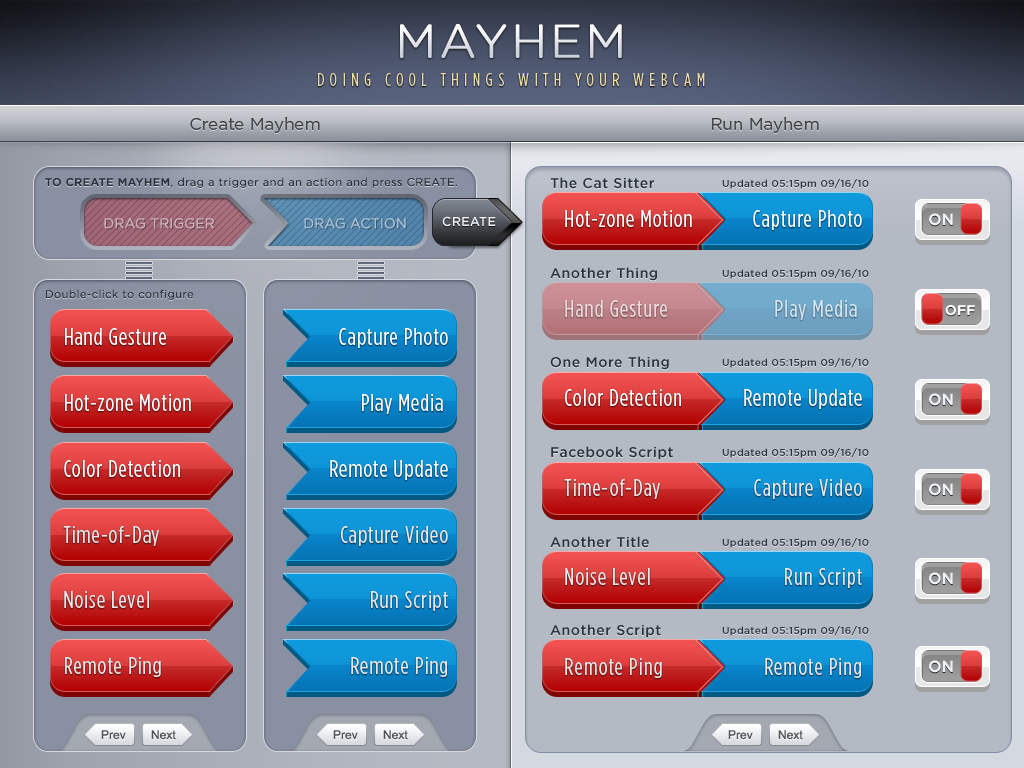 MAYHEM
DOING COOL THINGS WITH YOUR WEBCAM
Create Mayhem
Run Mayhem
TO CREATE MAYHEM, drag a trigger and an action and press CREATE.
DRAG TRIGGER
DRAG ACTION
CREATE
Double-click to configure
Hand Gesture
Hot-zone Motion
Color Detection
Time-of-Day
Noise Level
Remote Ping
Prev Next
Capture Photo
Play Media
Remote Update
Capture Video
Run Script
Remote Ping
Prev Next
The Cat Sitter Updated 05:15pm 09/16/10
Hot-zone Motion Capture Photo ON
Another Thing Updated 05:15pm 09/16/10
Hand Gesture Play Media OFF
One More Thing Updated 05:15pm 09/16/10
Color Detection Remote Update ON
Facebook Script Updated 05:15pm 09/16/10
Time-of-Day Capture Video ON
Another Title Updated 05:15pm 09/16/10
Noise Level Run Script ON
Another Script Updated 05:15pm 09/16/10
Remote Ping Remote Ping ON
Prev Next